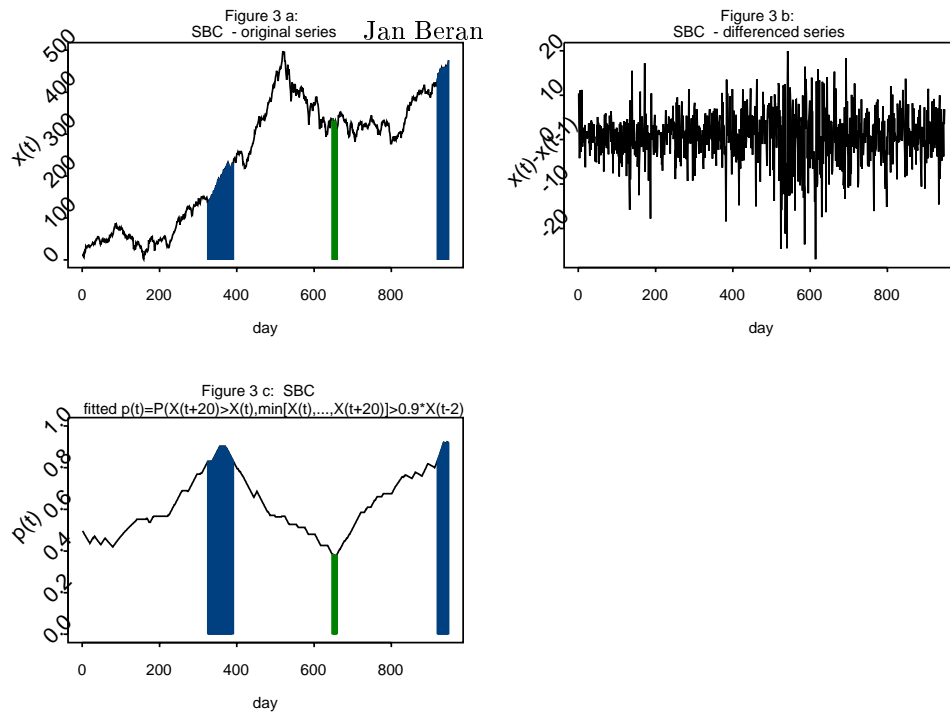 Figure 3 a:
SBC - original series
Jan Beran
500
400
300
200
100
0
x(t)
0 200 400 600 800
day
Figure 3 b:
SBC - differenced series
20
10
0
-10
-20
x(t)-x(t-1)
0 200 400 600 800
day
Figure 3 c: SBC
fitted p(t)=P(X(t+20)>X(t),min[X(t),...,X(t+20)]>0.9*X(t-2)
1.0
0.8
0.6
0.4
0.2
0.0
p(t)
0 200 400 600 800
day